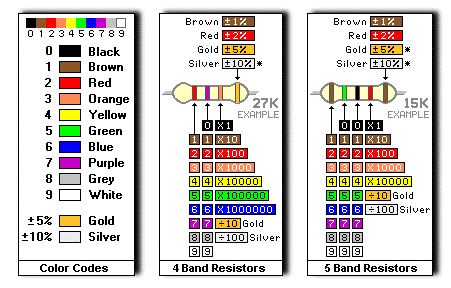 0 1 2 3 4 5 6 7 8 9
0 Black
1 Brown
2 Red
3 Orange
4 Yellow
5 Green
6 Blue
7 Purple
8 Grey
9 White
±5% Gold
±10% Silver
Color Codes
Brown ±1%
Red ±2%
Gold ±5%
Silver ±10% *
27K
EXAMPLE
0 X1
1 1 X10
2 2 X100
3 3 X1000
4 4 X10000
5 5 X100000
6 6 X1000000
7 7 ÷10 Gold
8 8 ÷100 Silver
9 9
4 Band Resistors
Brown ±1%
Red ±2%
Gold ±5% *
Silver ±10% *
15K
EXAMPLE
0 0 X1
1 1 1 X10
2 2 2 X100
3 3 3 X1000
4 4 4 X10000
5 5 5 ÷10 Gold
6 6 6 ÷100 Silver
7 7 7
8 8 8
9 9 9
5 Band Resistors